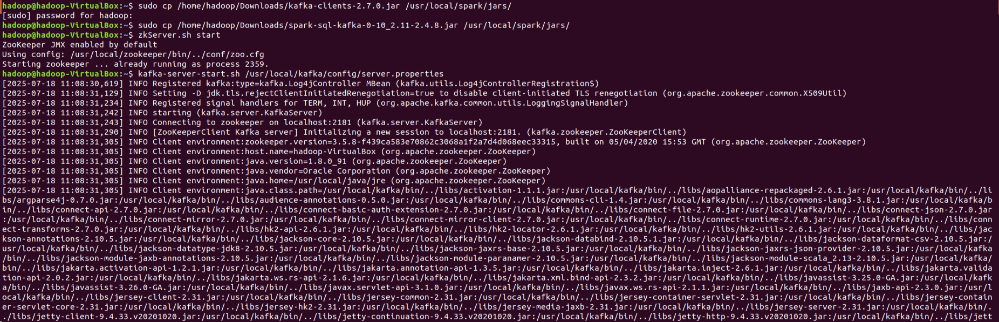 hadoop@hadoop-VirtualBox:~$ sudo cp /home/hadoop/Downloads/kafka-clients-2.7.0.jar /usr/local/spark/jars/
[sudo] password for hadoop:
hadoop@hadoop-VirtualBox:~$ sudo cp /home/hadoop/Downloads/spark-sql-kafka-0-10_2.11-2.4.8.jar /usr/local/spark/jars/
hadoop@hadoop-VirtualBox:~$ zkServer.sh start
ZooKeeper JMX enabled by default
Using config: /usr/local/zookeeper/bin/../conf/zoo.cfg
Starting zookeeper ... already running as process 2359.
hadoop@hadoop-VirtualBox:~$ kafka-server-start.sh /usr/local/kafka/config/server.properties
[2025-07-18 11:08:30,619] INFO Registered kafka:type=kafka.Log4jController MBean (kafka.utils.Log4jControllerRegistration$)
[2025-07-18 11:08:31,129] INFO Setting -D jdk.tls.rejectClientInitiatedRenegotiation=true to disable client-initiated TLS renegotiation (org.apache.zookeeper.common.X509Util)
[2025-07-18 11:08:31,234] INFO Registered signal handlers for TERM, INT, HUP (org.apache.kafka.common.utils.LoggingSignalHandler)
[2025-07-18 11:08:31,242] INFO starting (kafka.server.KafkaServer)
[2025-07-18 11:08:31,243] INFO Connecting to zookeeper on localhost:2181 (kafka.server.KafkaServer)
[2025-07-18 11:08:31,290] INFO [ZooKeeperClient Kafka server] Initializing a new session to localhost:2181. (kafka.zookeeper.ZooKeeperClient)
[2025-07-18 11:08:31,305] INFO Client environment:zookeeper.version=3.5.8-f439ca583e70862c3068a1f2a7d4d068eec33315, built on 05/04/2020 15:53 GMT (org.apache.zookeeper.ZooKeeper)
[2025-07-18 11:08:31,305] INFO Client environment:host.name=hadoop-VirtualBox (org.apache.zookeeper.ZooKeeper)
[2025-07-18 11:08:31,305] INFO Client environment:java.version=1.8.0_91 (org.apache.zookeeper.ZooKeeper)
[2025-07-18 11:08:31,305] INFO Client environment:java.vendor=Oracle Corporation (org.apache.zookeeper.ZooKeeper)
[2025-07-18 11:08:31,305] INFO Client environment:java.home=/usr/local/java/jre (org.apache.zookeeper.ZooKeeper)
[2025-07-18 11:08:31,305] INFO Client environment:java.class.path=/usr/local/kafka/bin/../libs/activation-1.1.1.jar:/usr/local/kafka/bin/../libs/aopalliance-repackaged-2.6.1.jar:/usr/local/kafka/bin/../li
bs/argparse4j-0.7.0.jar:/usr/local/kafka/bin/../libs/audience-annotations-0.5.0.jar:/usr/local/kafka/bin/../libs/commons-cli-1.4.jar:/usr/local/kafka/bin/../libs/commons-lang3-3.8.1.jar:/usr/local/kafka/b
in/../libs/connect-api-2.7.0.jar:/usr/local/kafka/bin/../libs/connect-basic-auth-extension-2.7.0.jar:/usr/local/kafka/bin/../libs/connect-file-2.7.0.jar:/usr/local/kafka/bin/../libs/connect-json-2.7.0.jar
:/usr/local/kafka/bin/../libs/connect-mirror-2.7.0.jar:/usr/local/kafka/bin/../libs/connect-mirror-client-2.7.0.jar:/usr/local/kafka/bin/../libs/connect-runtime-2.7.0.jar:/usr/local/kafka/bin/../libs/conn
ect-transforms-2.7.0.jar:/usr/local/kafka/bin/../libs/hk2-api-2.6.1.jar:/usr/local/kafka/bin/../libs/hk2-locator-2.6.1.jar:/usr/local/kafka/bin/../libs/hk2-utils-2.6.1.jar:/usr/local/kafka/bin/../libs/jac
kson-annotations-2.10.5.jar:/usr/local/kafka/bin/../libs/jackson-core-2.10.5.jar:/usr/local/kafka/bin/../libs/jackson-databind-2.10.5.1.jar:/usr/local/kafka/bin/../libs/jackson-dataformat-csv-2.10.5.jar:/
usr/local/kafka/bin/../libs/jackson-datatype-jdk8-2.10.5.jar:/usr/local/kafka/bin/../libs/jackson-jaxrs-base-2.10.5.jar:/usr/local/kafka/bin/../libs/jackson-jaxrs-json-provider-2.10.5.jar:/usr/local/kafka
/bin/../libs/jackson-module-jaxb-annotations-2.10.5.jar:/usr/local/kafka/bin/../libs/jackson-module-paranamer-2.10.5.jar:/usr/local/kafka/bin/../libs/jackson-module-scala_2.13-2.10.5.jar:/usr/local/kafka/
bin/../libs/jakarta.activation-api-1.2.1.jar:/usr/local/kafka/bin/../libs/jakarta.annotation-api-1.3.5.jar:/usr/local/kafka/bin/../libs/jakarta.inject-2.6.1.jar:/usr/local/kafka/bin/../libs/jakarta.valida
tion-api-2.0.2.jar:/usr/local/kafka/bin/../libs/jakarta.ws.rs-api-2.1.6.jar:/usr/local/kafka/bin/../libs/jakarta.xml.bind-api-2.3.2.jar:/usr/local/kafka/bin/../libs/javassist-3.25.0-GA.jar:/usr/local/kafk
a/bin/../libs/javassist-3.26.0-GA.jar:/usr/local/kafka/bin/../libs/javax.servlet-api-3.1.0.jar:/usr/local/kafka/bin/../libs/javax.ws.rs-api-2.1.1.jar:/usr/local/kafka/bin/../libs/jaxb-api-2.3.0.jar:/usr/l
ocal/kafka/bin/../libs/jersey-client-2.31.jar:/usr/local/kafka/bin/../libs/jersey-common-2.31.jar:/usr/local/kafka/bin/../libs/jersey-container-servlet-2.31.jar:/usr/local/kafka/bin/../libs/jersey-contain
er-servlet-core-2.31.jar:/usr/local/kafka/bin/../libs/jersey-hk2-2.31.jar:/usr/local/kafka/bin/../libs/jersey-media-jaxb-2.31.jar:/usr/local/kafka/bin/../libs/jersey-server-2.31.jar:/usr/local/kafka/bin/.
./libs/jetty-client-9.4.33.v20201020.jar:/usr/local/kafka/bin/../libs/jetty-continuation-9.4.33.v20201020.jar:/usr/local/kafka/bin/../libs/jetty-http-9.4.33.v20201020.jar:/usr/local/kafka/bin/../libs/jett